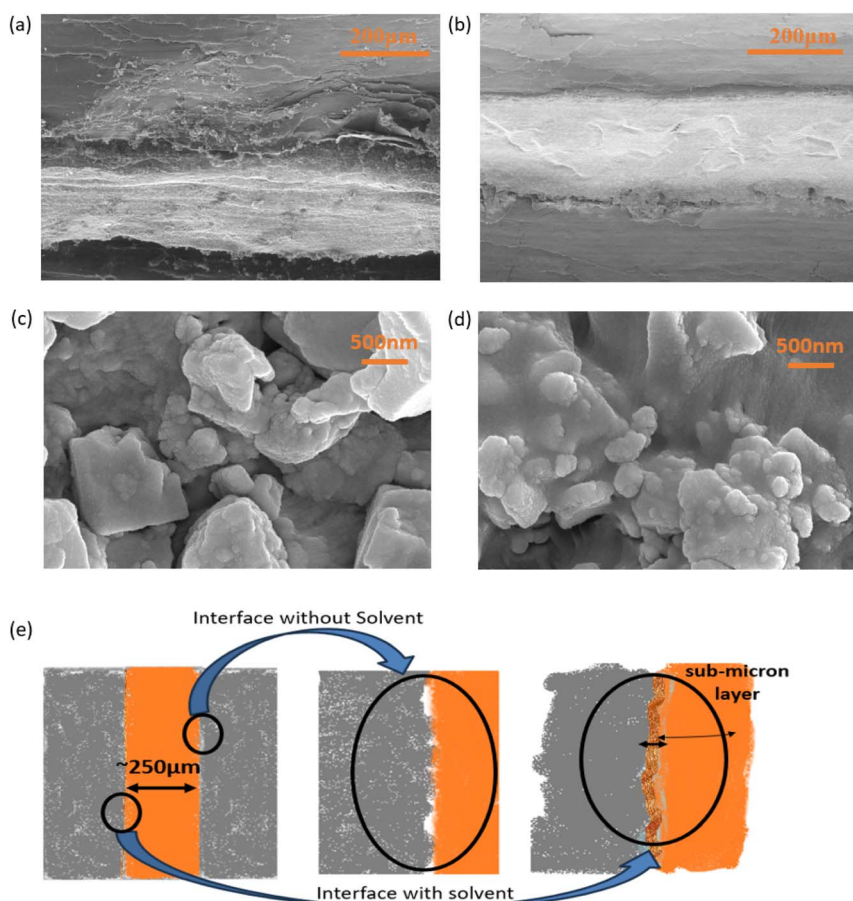 (a)
200µm
(b)
200µm
(c)
500nm
(d)
500nm
(e)
Interface without Solvent
sub-micron
layer
~250µm
Interface with solvent